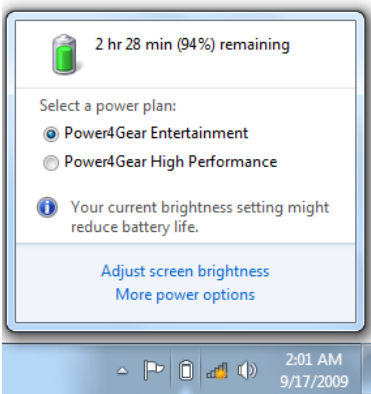 2 hr 28 min (94%) remaining
Select a power plan:
Power4Gear Entertainment
Power4Gear High Performance
Your current brightness setting might
reduce battery life.
Adjust screen brightness
More power options
2:01 AM
9/17/2009